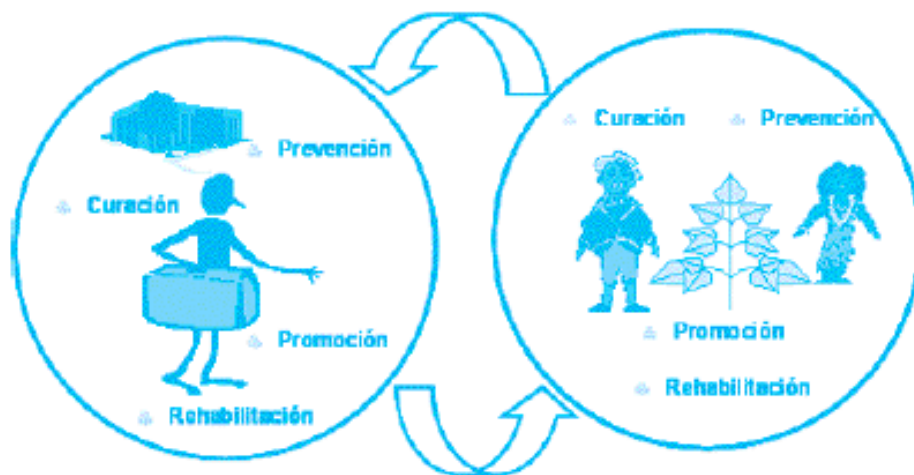 Prevención
Curación
Promoción
Rehabilitación
Curación
Prevención
Promoción
Rehabilitación